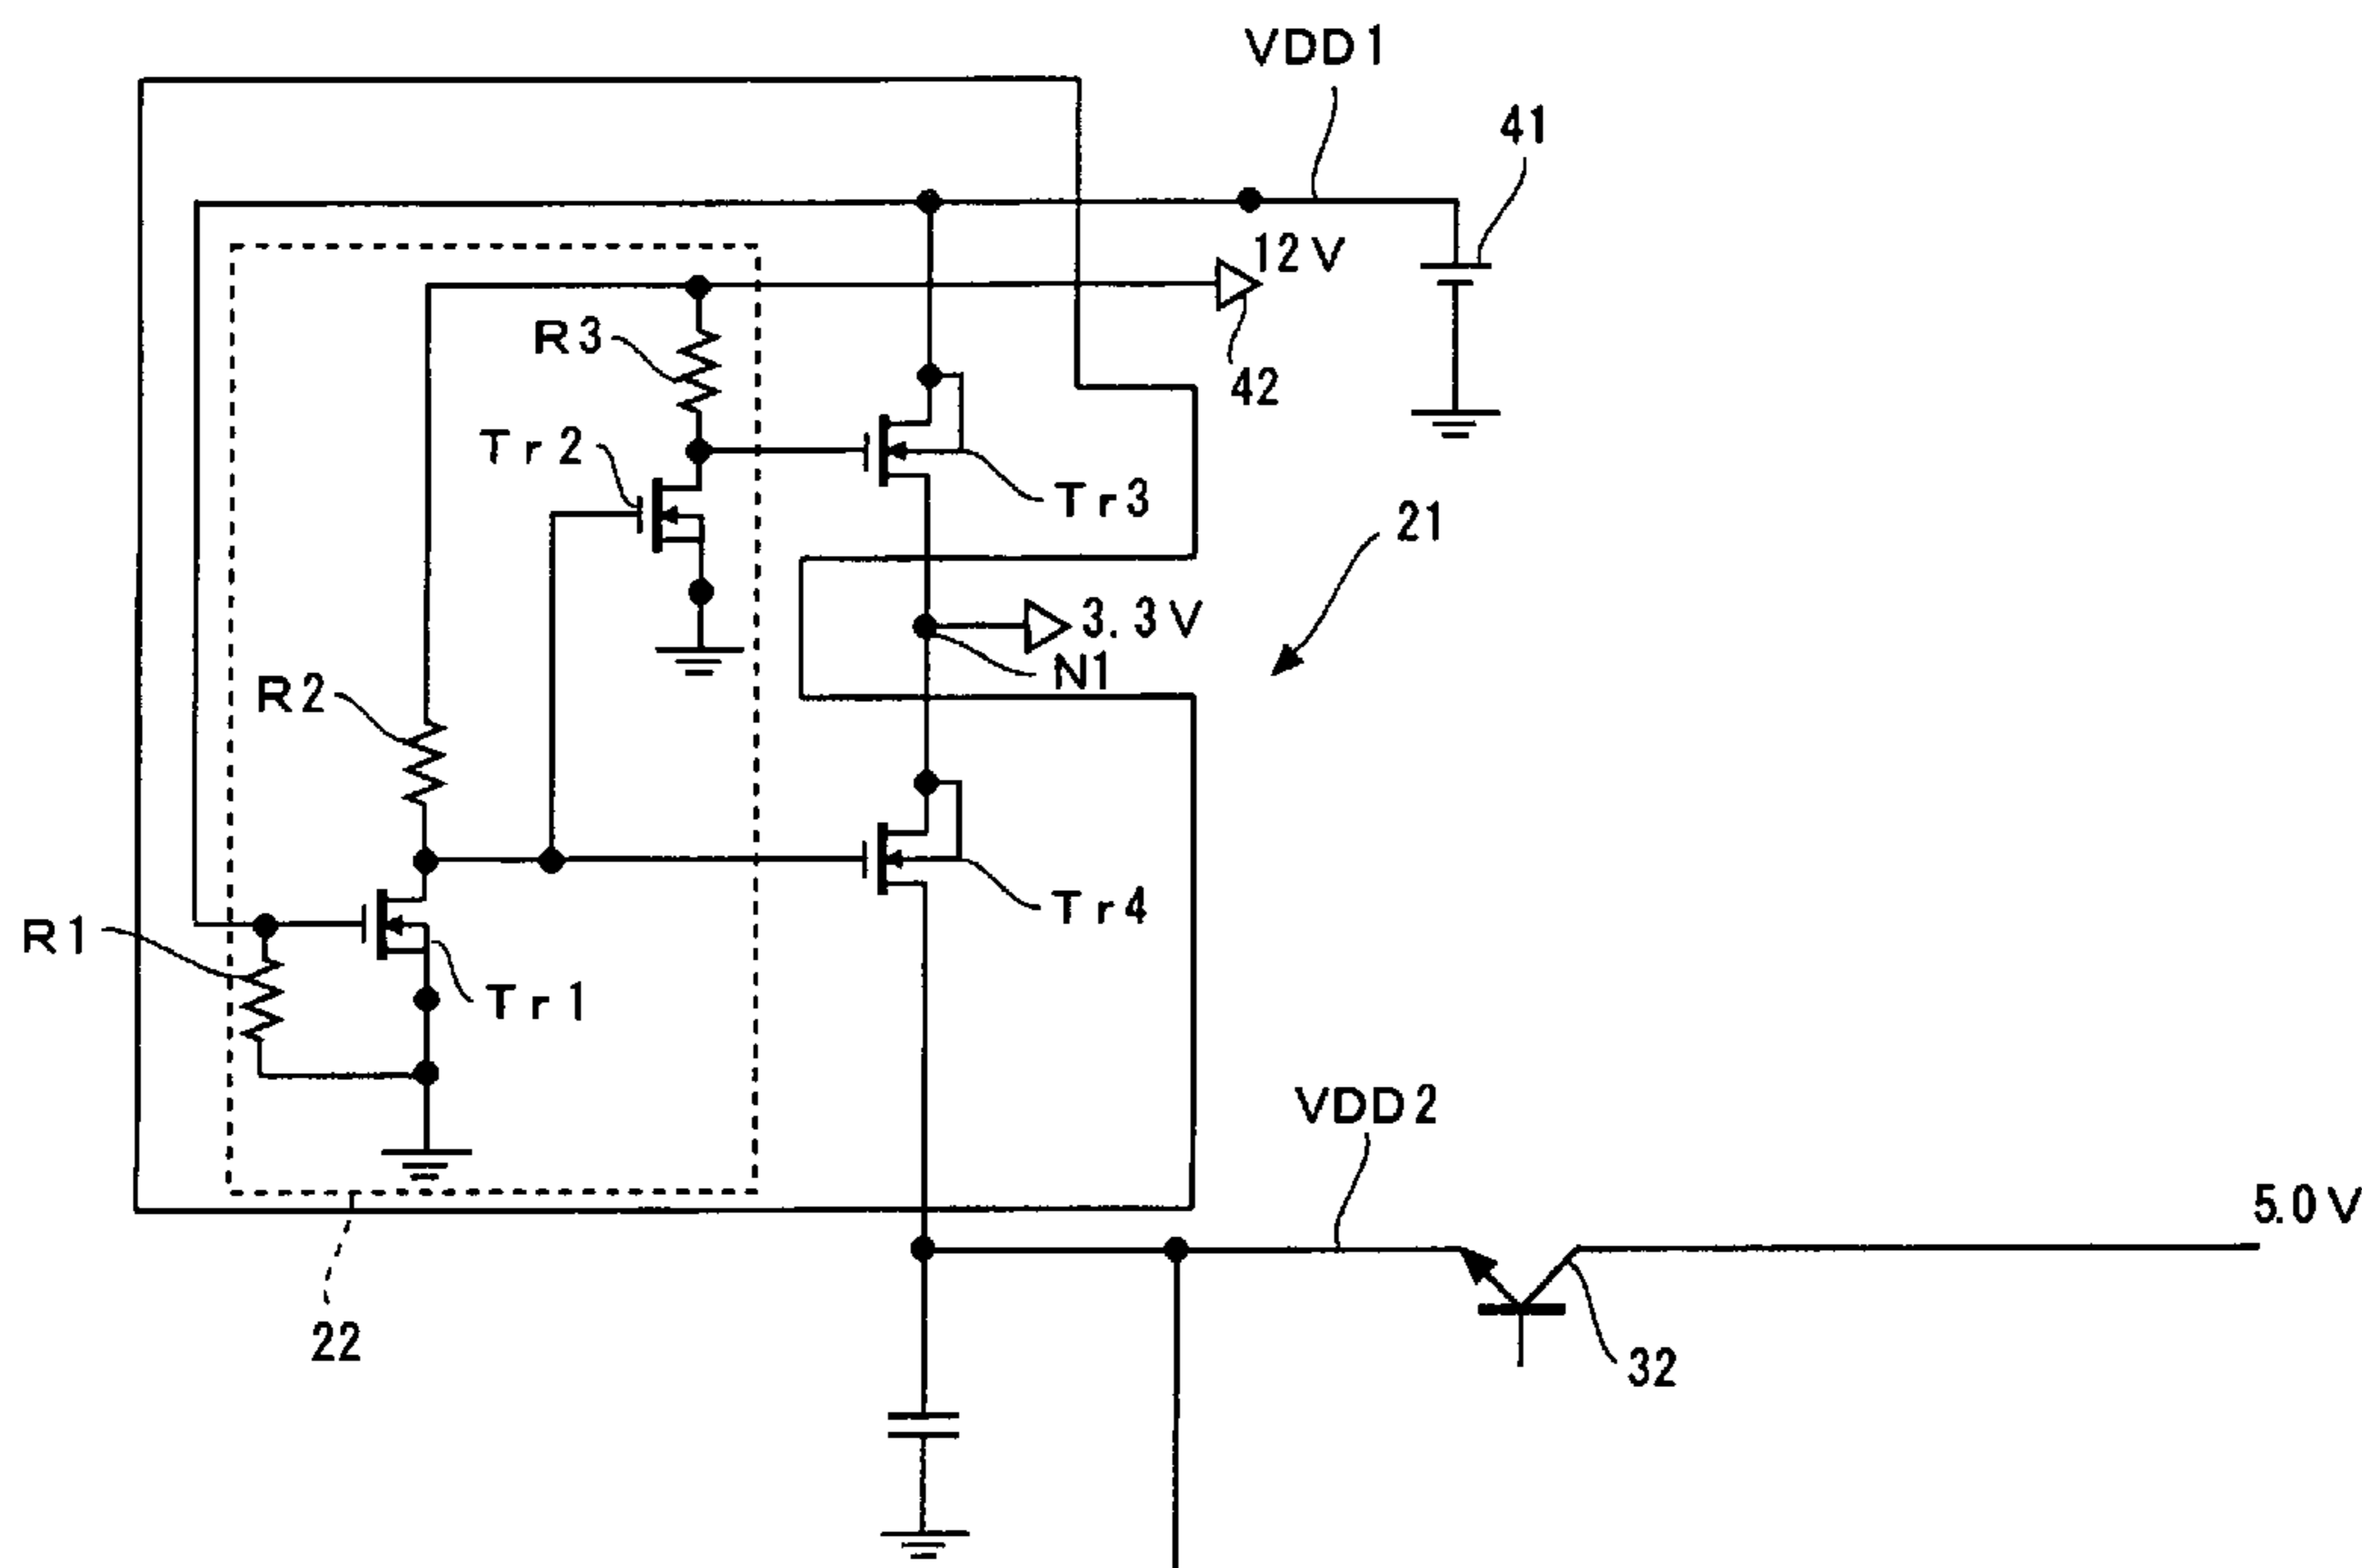 VDD1
41
12V
R3
42
Tr2
Tr3
21
3.3V
N1
R2
Tr4
R1
Tr1
VDD2
5.0V
22
32